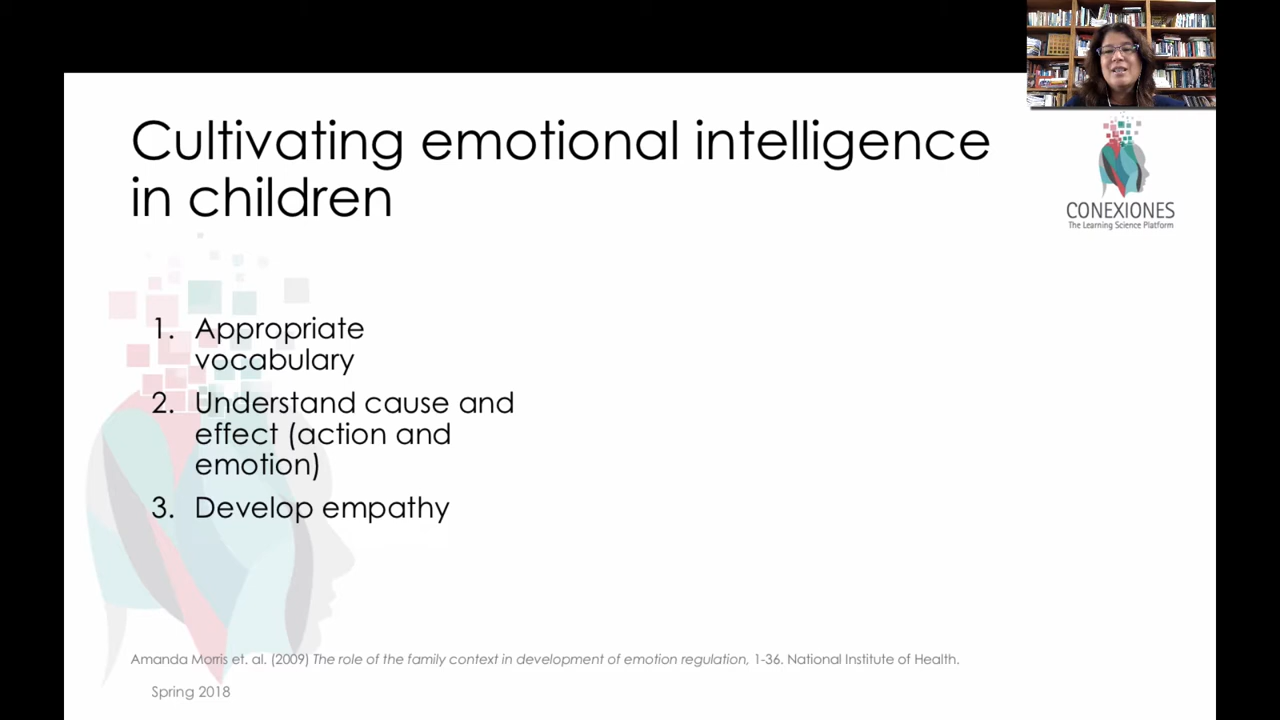 Cultivating emotional intelligence
in children
CONEXIONES
The Learning Science Platform
1. Appropriate
vocabulary
2. Understand cause and
effect (action and
emotion)
3. Develop empathy
Amanda Morris et. al. (2009) The role of the family context in development of emotion regulation, 1-36. National Institute of Health.
Spring 2018